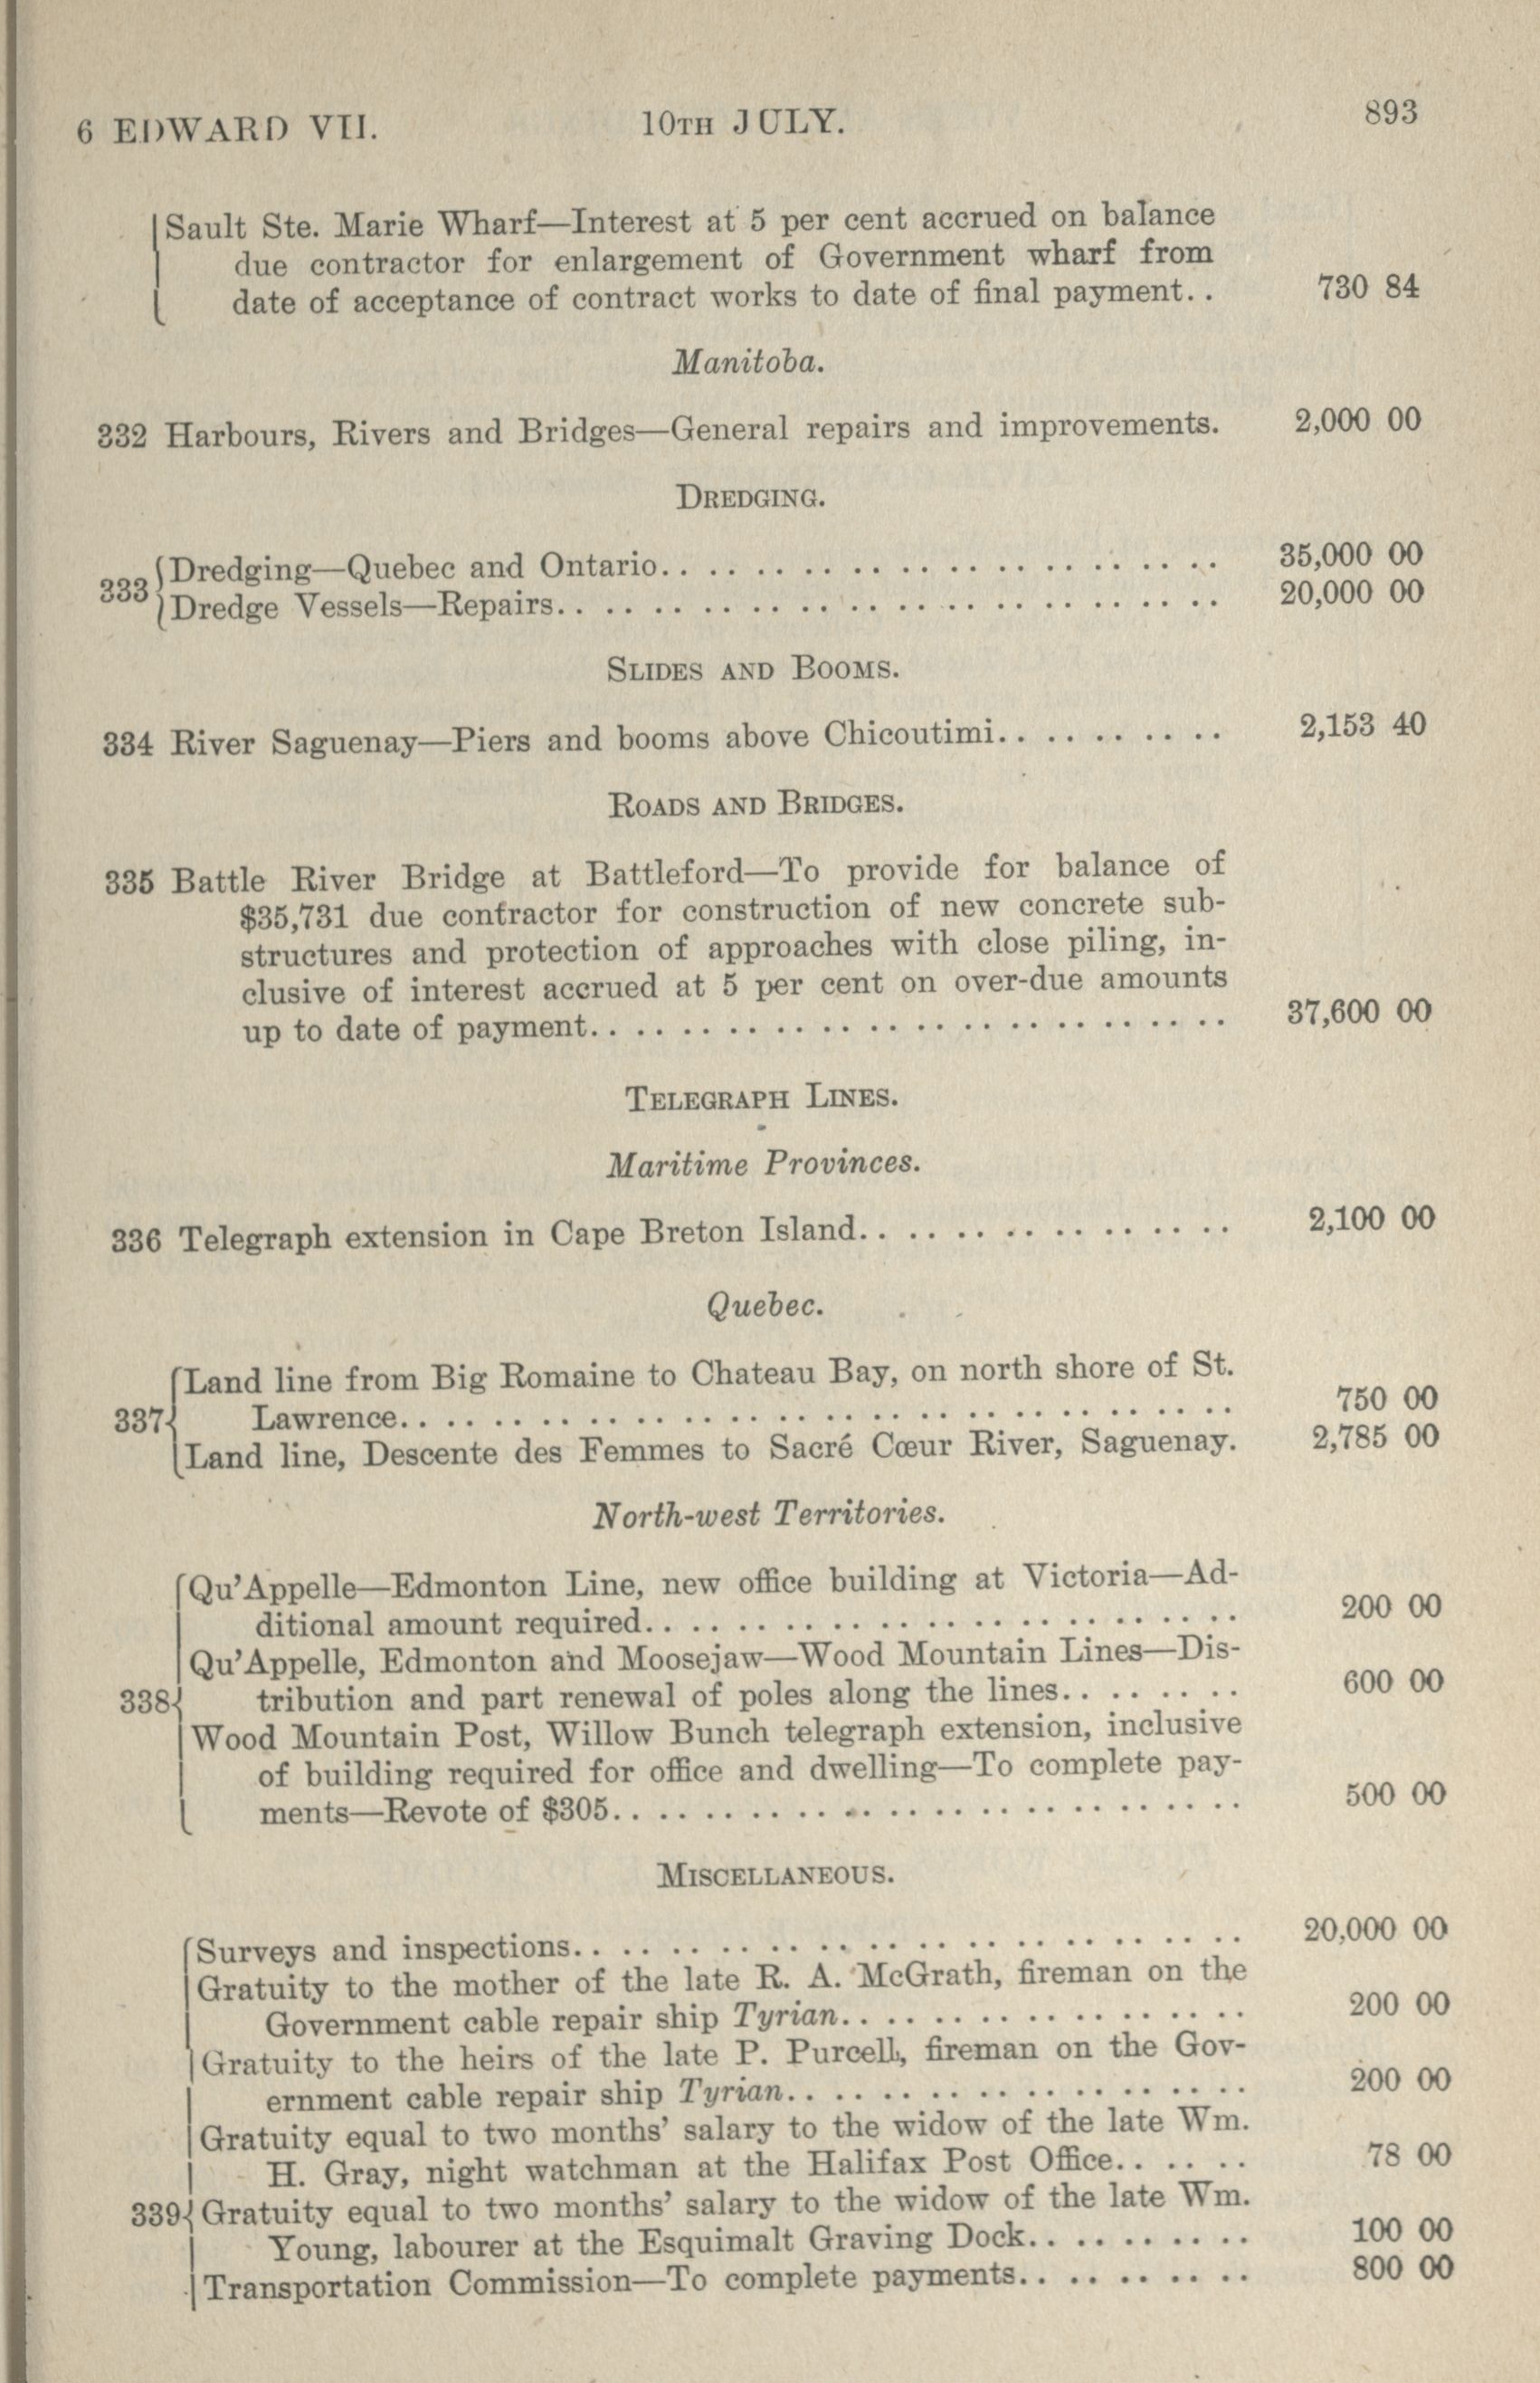 6 EDWARD VII. 10TH JULY. 893
Sault Ste. Marie Wharf—Interest at 5 per cent accrued on balance
due contractor for enlargement of Government wharf from
date of acceptance of contract works to date of final payment. . 730 84
Manitoba.
332 Harbours, Rivers and Bridges—General repairs and improvements. 2,000 00
DREDGING.
333 Dredging—Quebec and Ontario. . . . . . . . . . . . . . . . . . . . . . . . 35,000 00
Dredge Vessels—Repairs. . . . . . . . . . . . . . . . . . . . . . . . . . . . 20,000 00
SLIDES AND BOOMS.
334 River Saguenay—Piers and booms above Chicoutimi. . . . . . . . . . 2,153 40
ROADS AND BRIDGES.
335 Battle River Bridge at Battleford—To provide for balance of
$35,731 due contractor for construction of new concrete sub-
structures and protection of approaches with close piling, in-
clusive of interest accrued at 5 per cent on over-due amounts
up to date of payment. . . . . . . . . . . . . . . . . . . . . . . . . . . . 37,600 00
TELEGRAPH LINES.
Maritime Provinces.
336 Telegraph extension in Cape Breton Island. . . . . . . . . . . . . . . . 2,100 00
Quebec.
Land line from Big Romaine to Chateau Bay, on north shore of St.
337 Lawrence. . . . . . . . . . . . . . . . . . . . . . . . . . . . . . . . . . . . 750 00
Land line, Descente des Femmes to Sacré Cœur River, Saguenay. 2,785 00
North-west Territories.
Qu'Appelle—Edmonton Line, new office building at Victoria—Ad-
ditional amount required. . . . . . . . . . . . . . . . . . . . . . . . . . 200 00
Qu'Appelle, Edmonton and Moosejaw—Wood Mountain Lines—Dis-
338 tribution and part renewal of poles along the lines. . . . . . . . 600 00
Wood Mountain Post, Willow Bunch telegraph extension, inclusive
of building required for office and dwelling—To complete pay-
ments—Revote of $305. . . . . . . . . . . . . . . . . . . . . . . . . . . 500 00
MISCELLANEOUS.
Surveys and inspections. . . . . . . . . . . . . . . . . . . . . . . . . . . . 20,000 00
Gratuity to the mother of the late R. A. McGrath, fireman on the
Government cable repair ship Tyrian. . . . . . . . . . . . . . . . . . 200 00
Gratuity to the heirs of the late P. Purcell, fireman on the Gov-
ernment cable repair ship Tyrian. . . . . . . . . . . . . . . . . . . . 200 00
Gratuity equal to two months' salary to the widow of the late Wm.
H. Gray, night watchman at the Halifax Post Office. . . . . . . 78 00
339 Gratuity equal to two months' salary to the widow of the late Wm.
Young, labourer at the Esquimalt Graving Dock. . . . . . . . . . 100 00
Transportation Commission—To complete payments. . . . . . . . . . 800 00